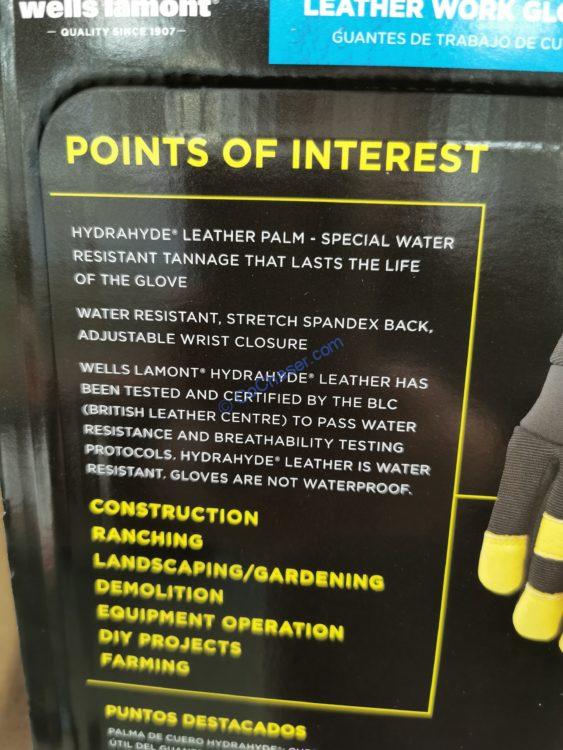 wells lamont
— QUALITY SINCE 1907 —
LEATHER WORK
GUANTES DE TRABAJO DE
POINTS OF INTEREST
HYDRAHYDE® LEATHER PALM - SPECIAL WATER
RESISTANT TANNAGE THAT LASTS THE LIFE
OF THE GLOVE
WATER RESISTANT, STRETCH SPANDEX BACK,
ADJUSTABLE WRIST CLOSURE
WELLS LAMONT® HYDRAHYDE® LEATHER HAS
BEEN TESTED AND CERTIFIED BY THE BLC
(BRITISH LEATHER CENTRE) TO PASS WATER
RESISTANCE AND BREATHABILITY TESTING
PROTOCOLS. HYDRAHYDE® LEATHER IS WATER
RESISTANT. GLOVES ARE NOT WATERPROOF.
CONSTRUCTION
RANCHING
LANDSCAPING/GARDENING
DEMOLITION
EQUIPMENT OPERATION
DIY PROJECTS
FARMING
PUNTOS DESTACADOS
PALMA DE CUERO HYDRAHYDE®:
ÚTIL DEL